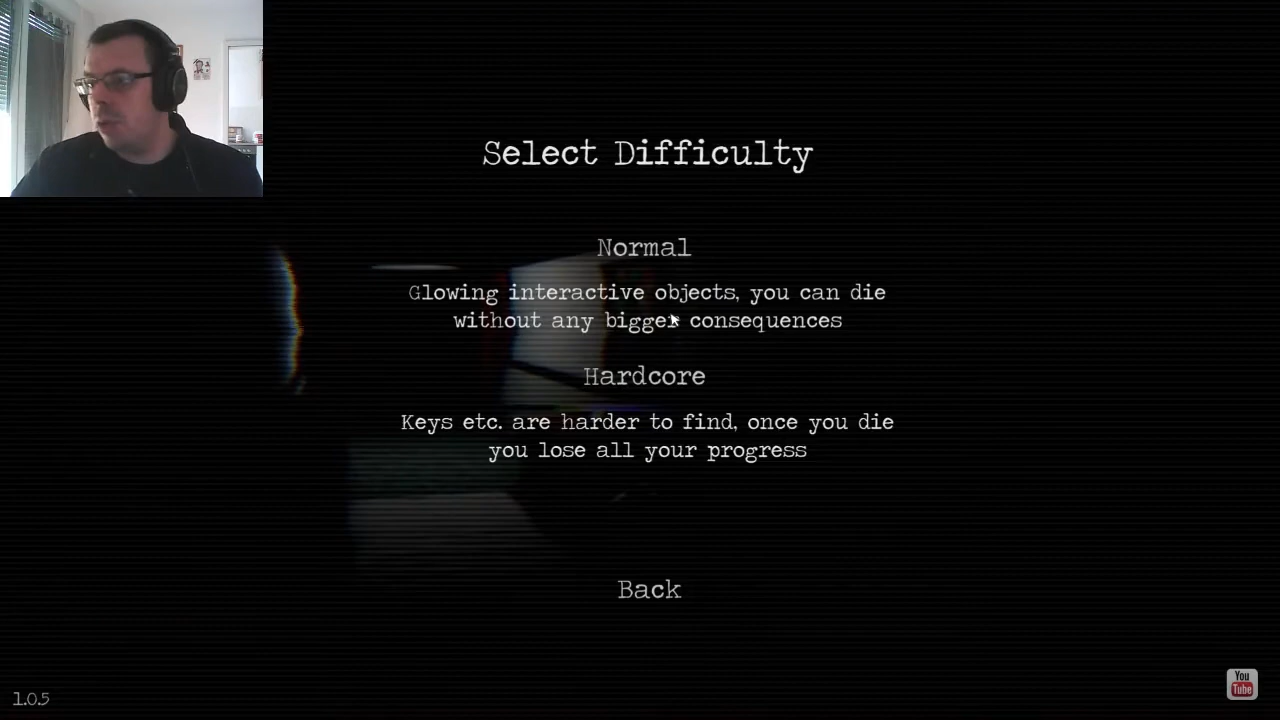 Select Difficulty
Normal
Glowing interactive objects, you can die
without any bigger consequences
Hardcore
Keys etc. are harder to find, once you die
you lose all your progress
Back
1.0.5
You
Tube